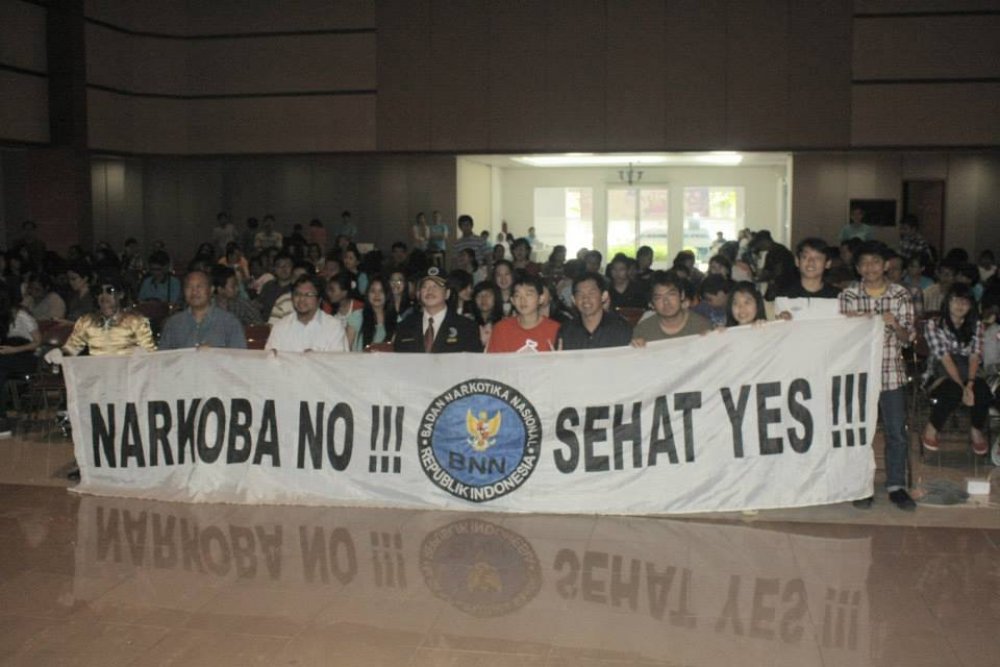 NARKOBA NO !!!
BADAN NARKOTIKA NASIONAL
BNN
REPUBLIK INDONESIA
SEHAT YES !!!